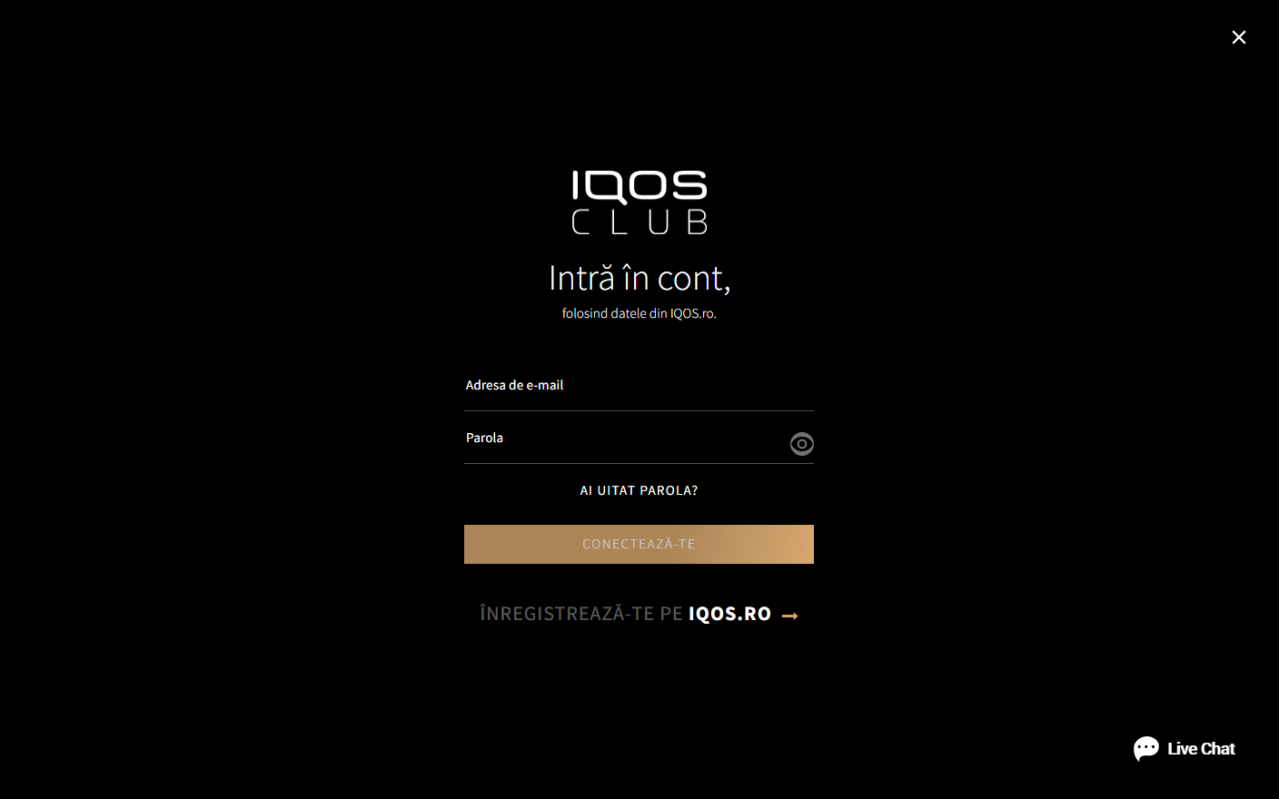 IQOS
CLUB
Intră în cont,
folosind datele din IQOS.ro.
Adresa de e-mail
Parola
AI UITAT PAROLA?
CONECTEAZĂ-TE
ÎNREGISTREAZĂ-TE PE IQOS.RO
Live Chat